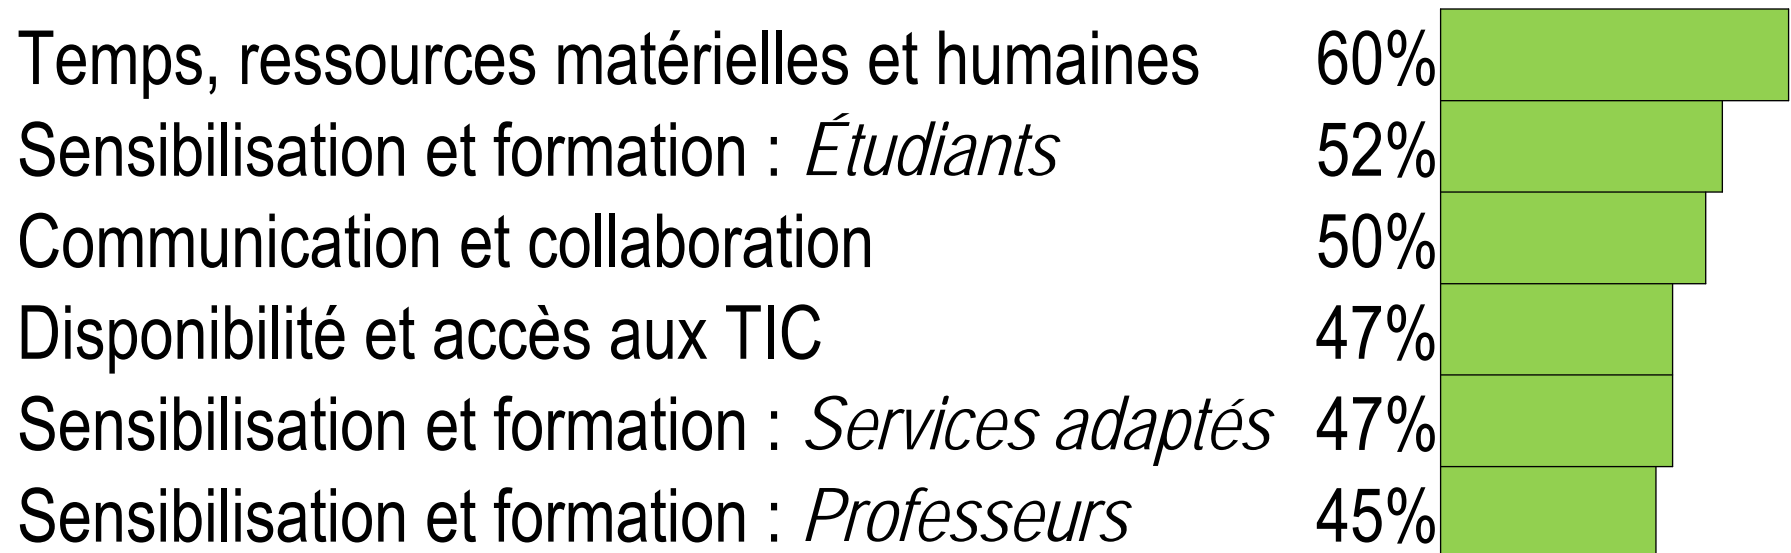 Temps, ressources matérielles et humaines 60%
Sensibilisation et formation : Étudiants 52%
Communication et collaboration 50%
Disponibilité et accès aux TIC 47%
Sensibilisation et formation : Services adaptés 47%
Sensibilisation et formation : Professeurs 45%